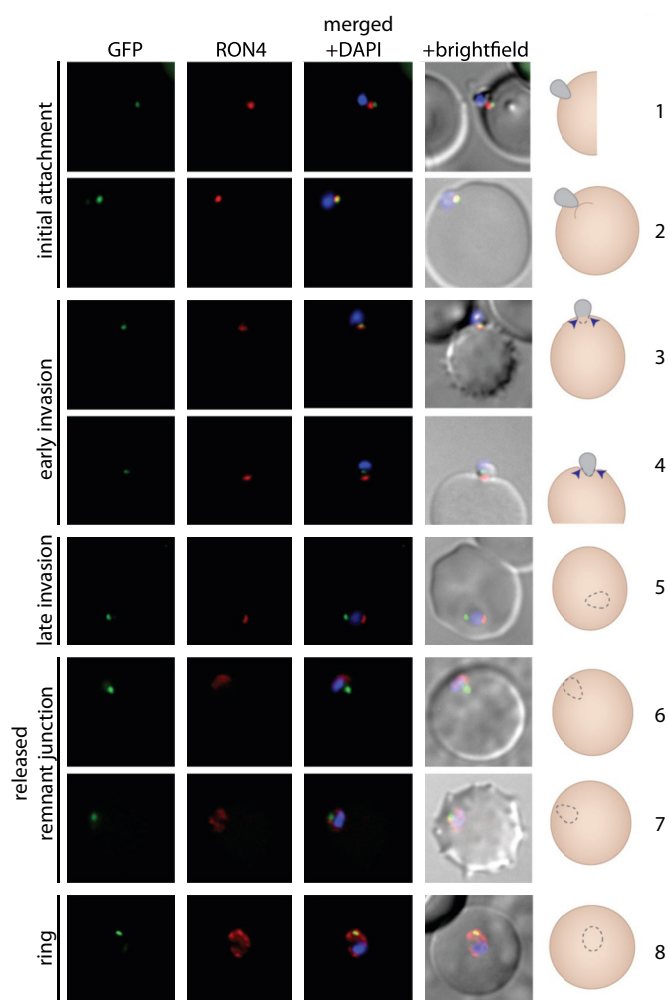 merged
GFP RON4 +DAPI +brightfield
initial attachment
1
2
early invasion
3
4
late invasion
5
released
remnant junction
6
7
ring
8